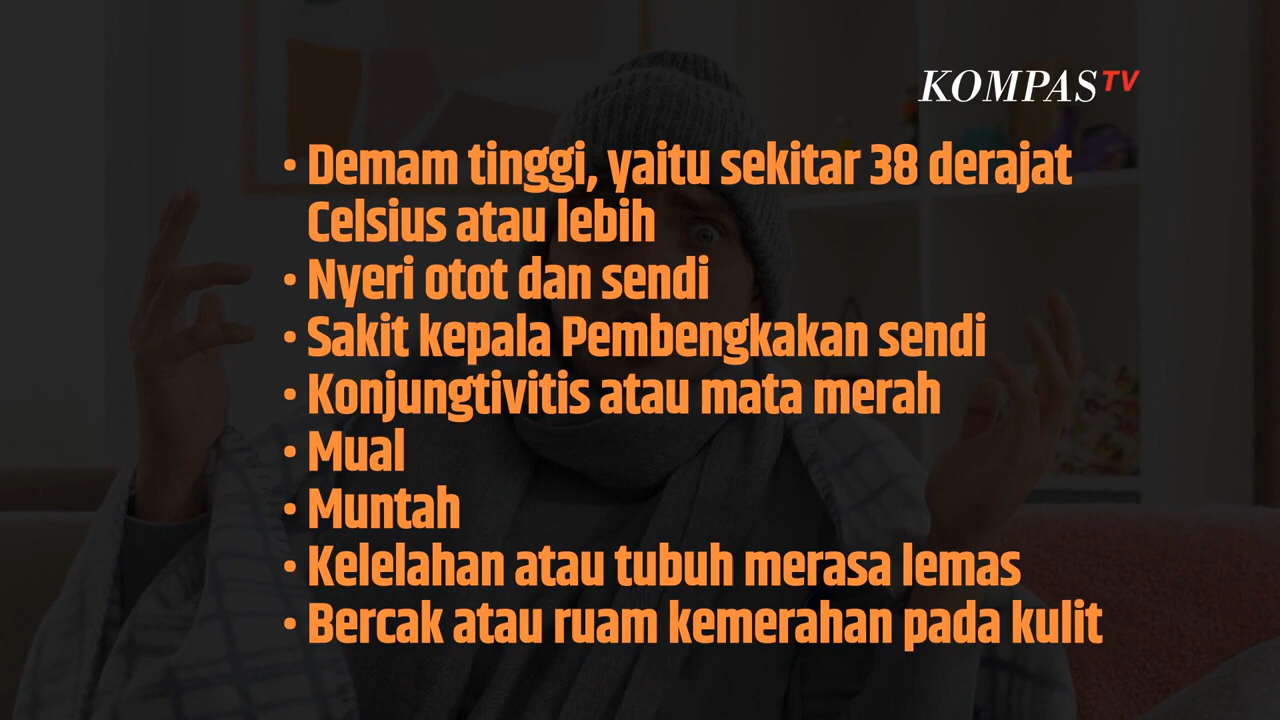 KOMPASTV
• Demam tinggi, yaitu sekitar 38 derajat
Celsius atau lebih
• Nyeri otot dan sendi
• Sakit kepala Pembengkakan sendi
• Konjungtivitis atau mata merah
• Mual
• Muntah
• Kelelahan atau tubuh merasa lemas
• Bercak atau ruam kemerahan pada kulit